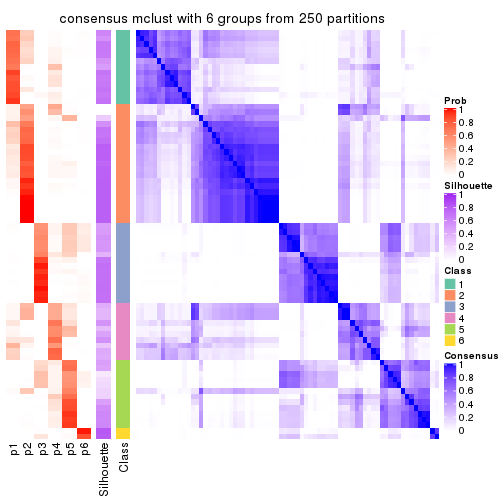 consensus mclust with 6 groups from 250 partitions
Prob
1
0.8
0.6
0.4
0.2
0
Silhouette
1
0.8
0.6
0.4
0.2
0
Class
1
2
3
4
5
6
Consensus
1
0.8
0.6
0.4
0.2
0
p1
p2
p3
p4
p5
p6
Silhouette
Class